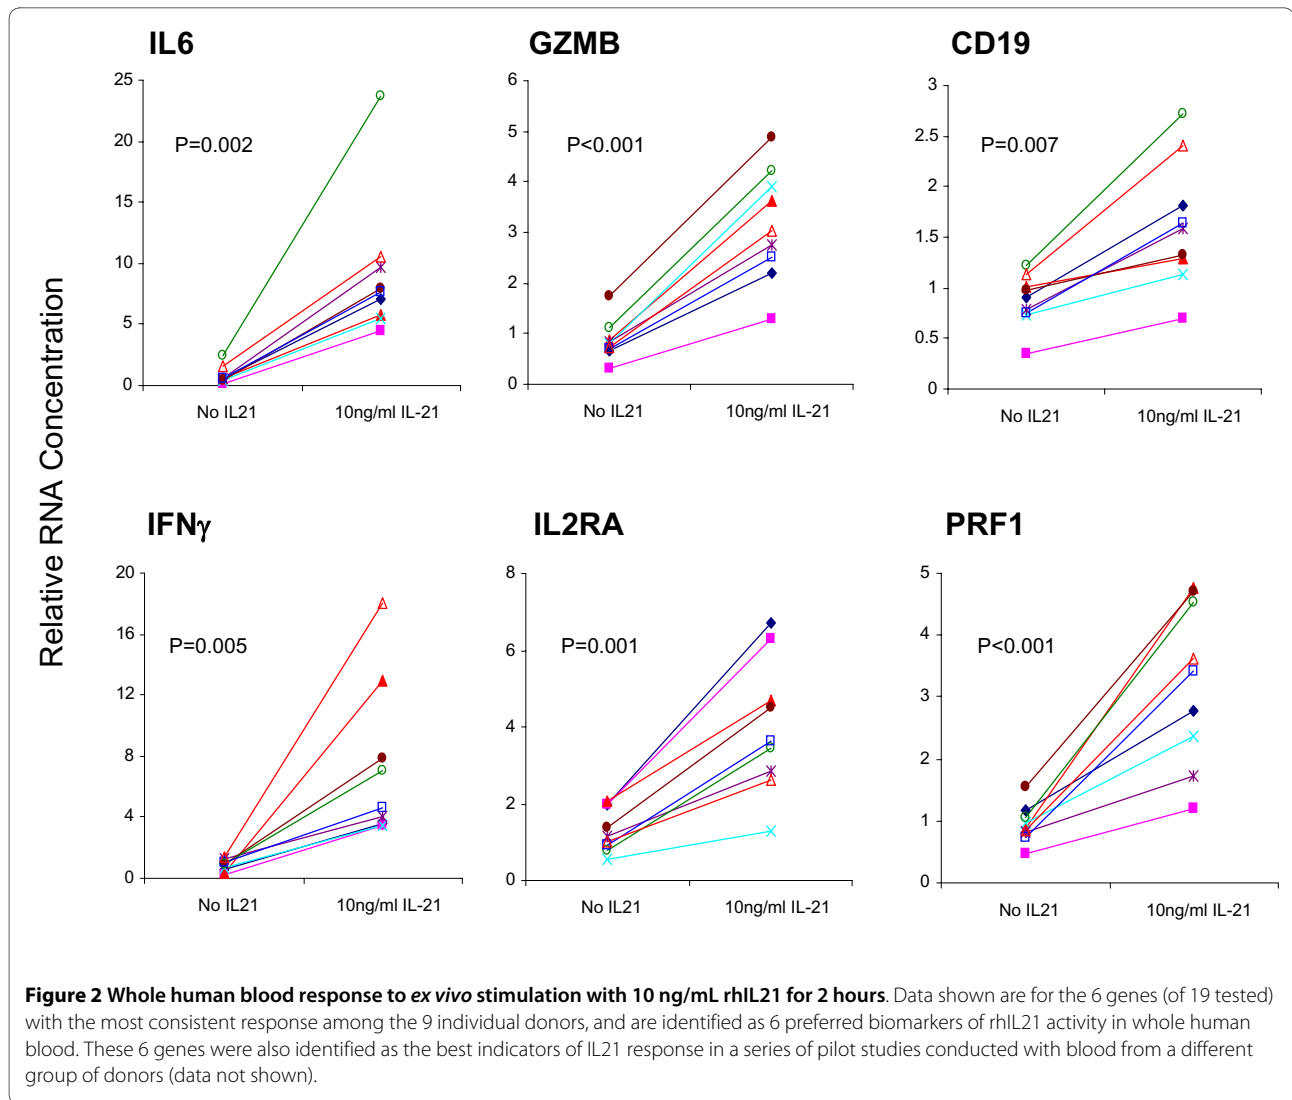 IL6
GZMB
CD19
25
20
15
10
5
0
P=0.002
No IL21
10ng/ml IL-21
6
5
4
3
2
1
0
P<0.001
No IL21
10ng/ml IL-21
3
2.5
2
1.5
1
0.5
0
P=0.007
No IL21
10ng/ml IL-21
Relative RNA Concentration
IFNγ
IL2RA
PRF1
20
16
12
8
4
0
P=0.005
No IL21
10ng/ml IL-21
8
6
4
2
0
P=0.001
No IL21
10ng/ml IL-21
5
4
3
2
1
0
P<0.001
No IL21
10ng/ml IL-21
Figure 2 Whole human blood response to ex vivo stimulation with 10 ng/mL rhIL21 for 2 hours. Data shown are for the 6 genes (of 19 tested)
with the most consistent response among the 9 individual donors, and are identified as 6 preferred biomarkers of rhIL21 activity in whole human
blood. These 6 genes were also identified as the best indicators of IL21 response in a series of pilot studies conducted with blood from a different
group of donors (data not shown).